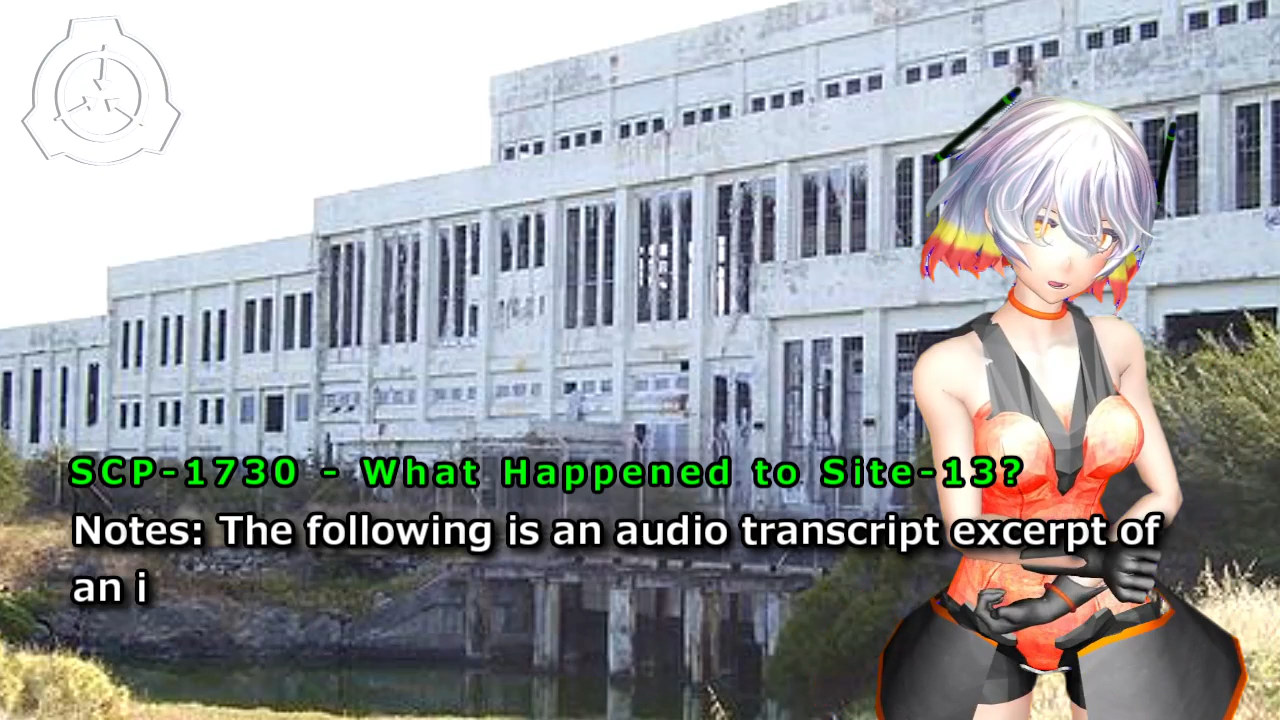 SCP-1730 - What Happened to Site-13?
Notes: The following is an audio transcript excerpt of
an i